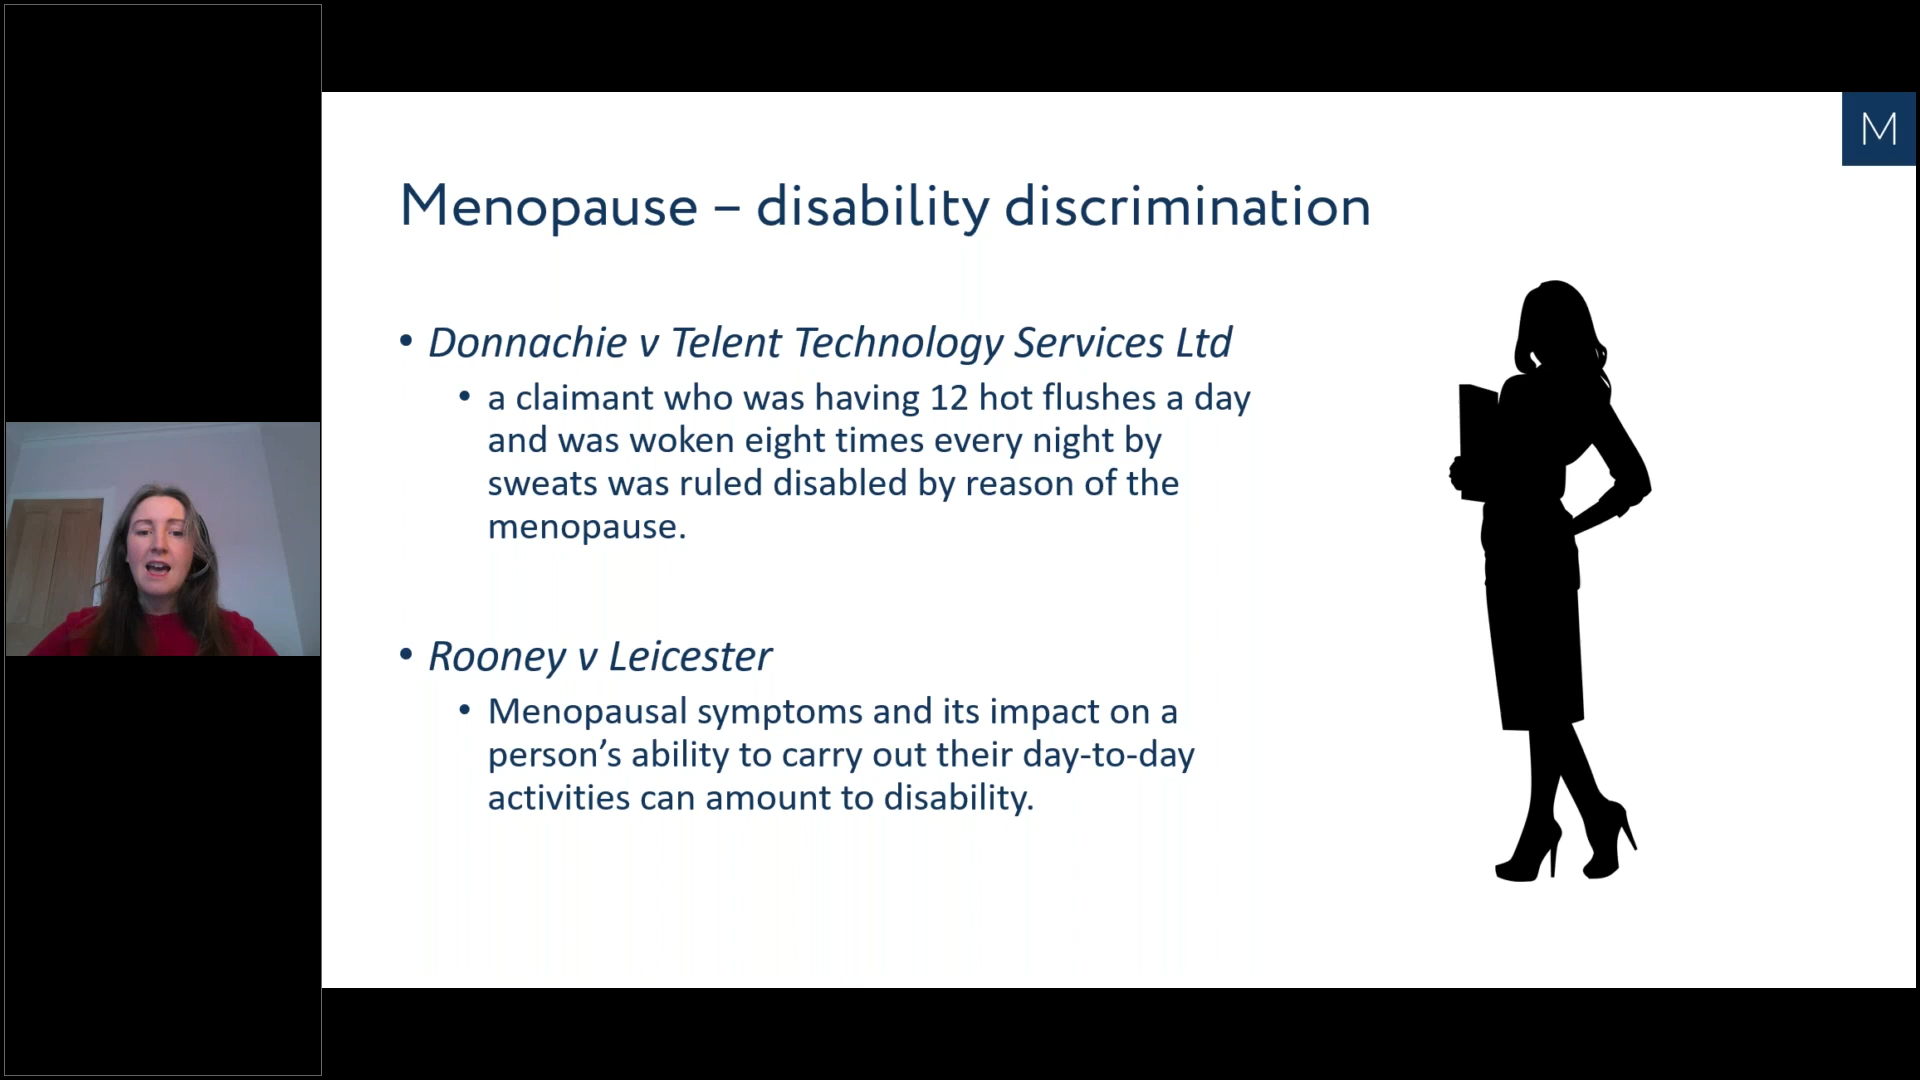 M
Menopause – disability discrimination
• Donnachie v Telent Technology Services Ltd
• a claimant who was having 12 hot flushes a day
and was woken eight times every night by
sweats was ruled disabled by reason of the
menopause.
• Rooney v Leicester
• Menopausal symptoms and its impact on a
person’s ability to carry out their day-to-day
activities can amount to disability.